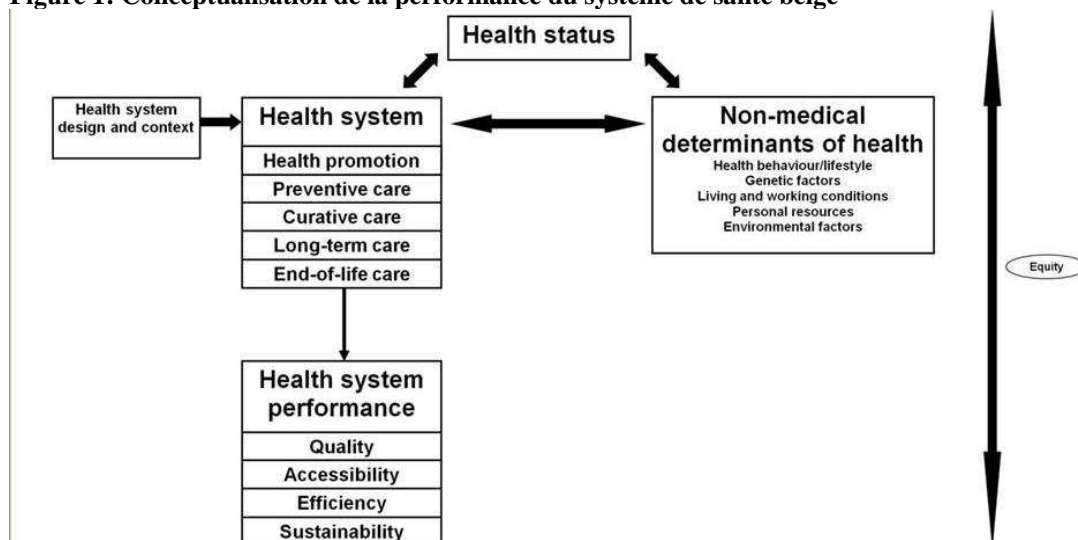 Figure 1: Conceptualisation de la performance du système de santé belge
Health status
Health system
design and context
Health system
Health promotion
Preventive care
Curative care
Long-term care
End-of-life care
Non-medical
determinants of health
Health behaviour/lifestyle
Genetic factors
Living and working conditions
Personal resources
Environmental factors
Equity
Health system
performance
Quality
Accessibility
Efficiency
Sustainability